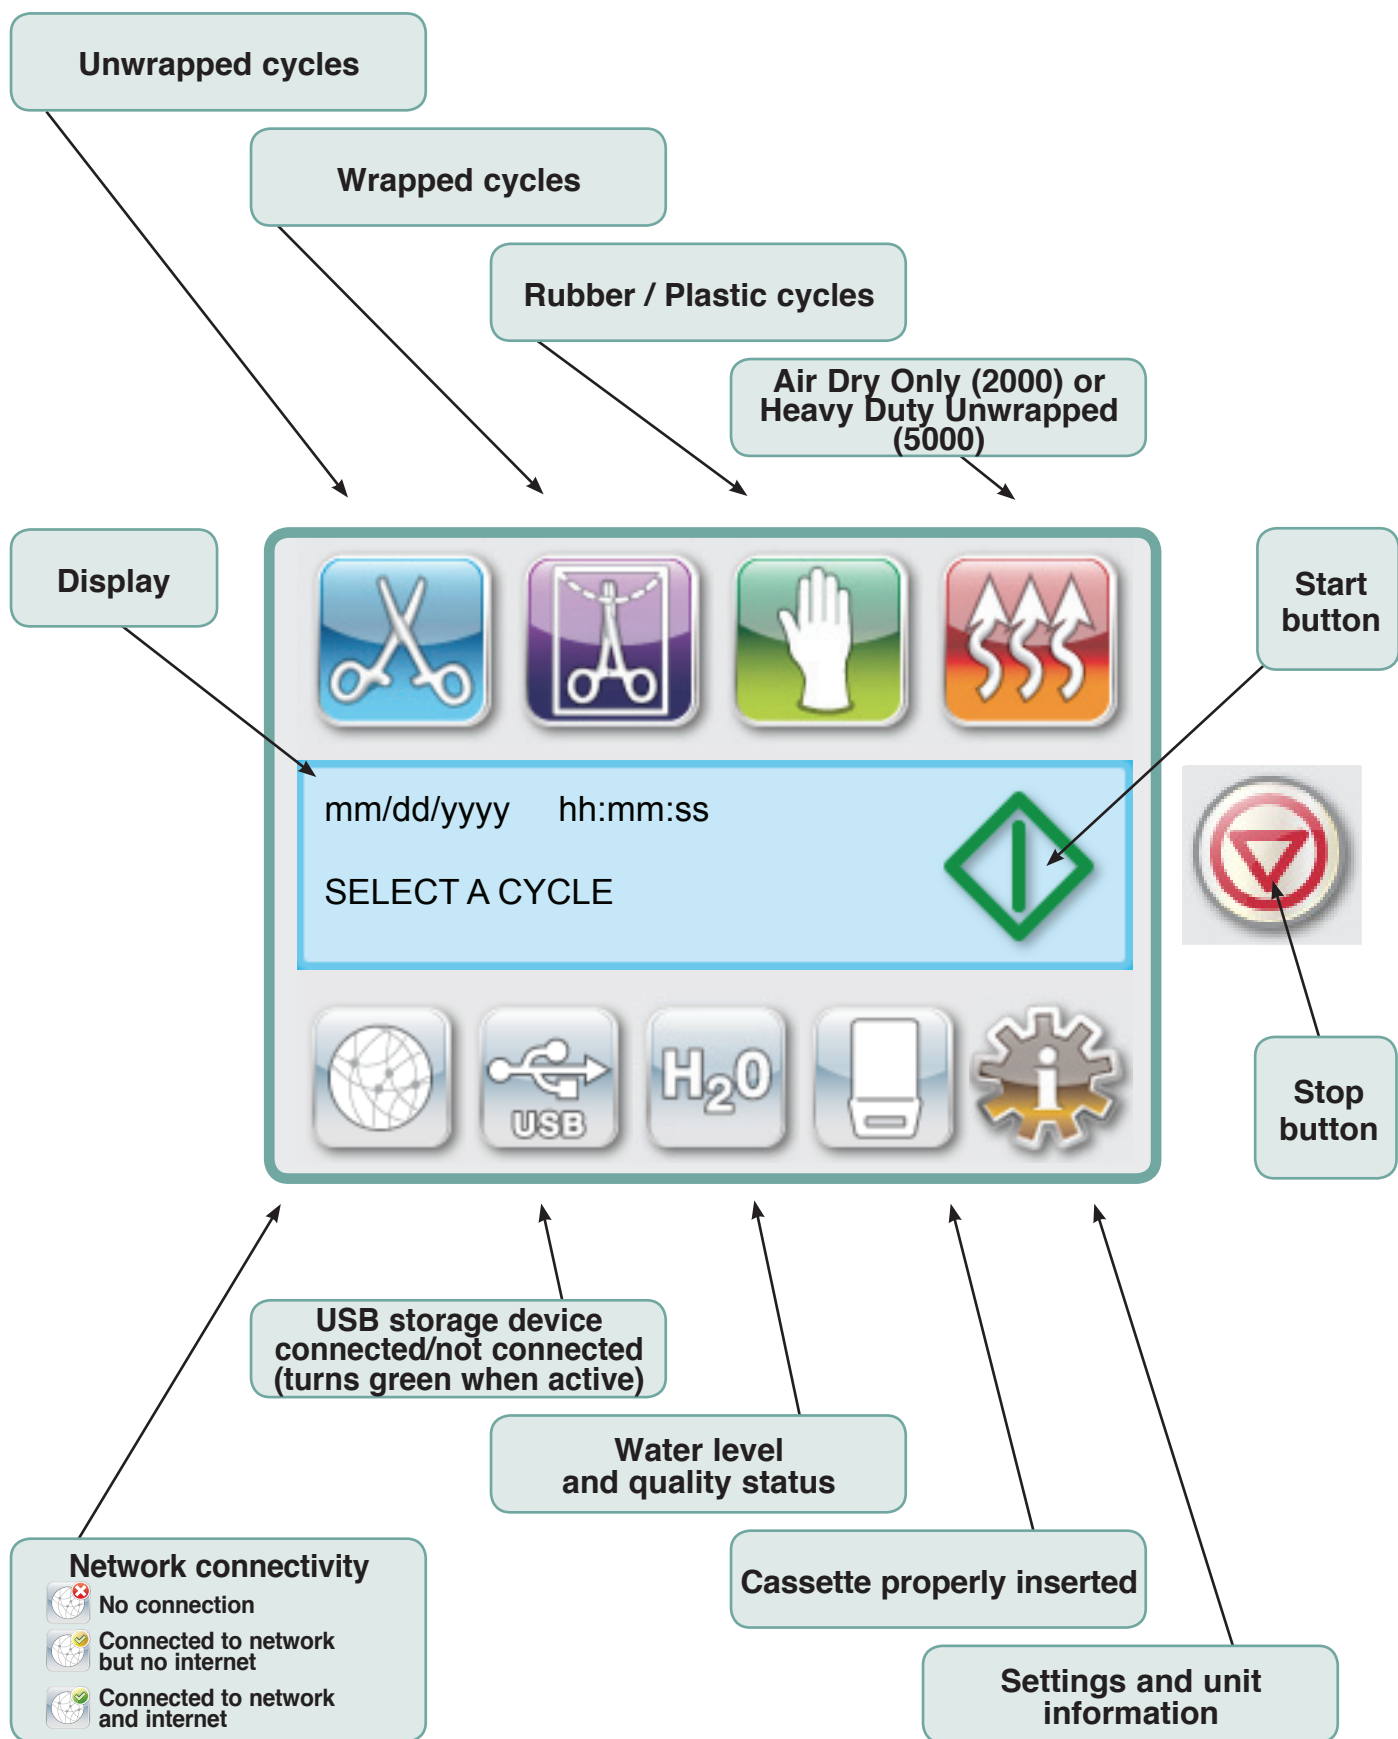 Unwrapped cycles
Wrapped cycles
Rubber / Plastic cycles
Air Dry Only (2000) or
Heavy Duty Unwrapped
(5000)
Display
Start
button
mm/dd/yyyy hh:mm:ss
SELECT A CYCLE
USB
H₂0
i
Stop
button
USB storage device
connected/not connected
(turns green when active)
Water level
and quality status
Network connectivity
No connection
Connected to network
but no internet
Connected to network
and internet
Cassette properly inserted
Settings and unit
information